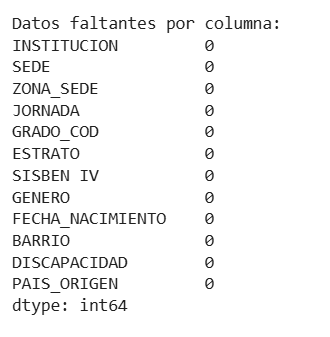 Datos faltantes por columna:
INSTITUCION 0
SEDE 0
ZONA_SEDE 0
JORNADA 0
GRADO_COD 0
ESTRATO 0
SISBEN IV 0
GENERO 0
FECHA_NACIMIENTO 0
BARRIO 0
DISCAPACIDAD 0
PAIS_ORIGEN 0
dtype: int64